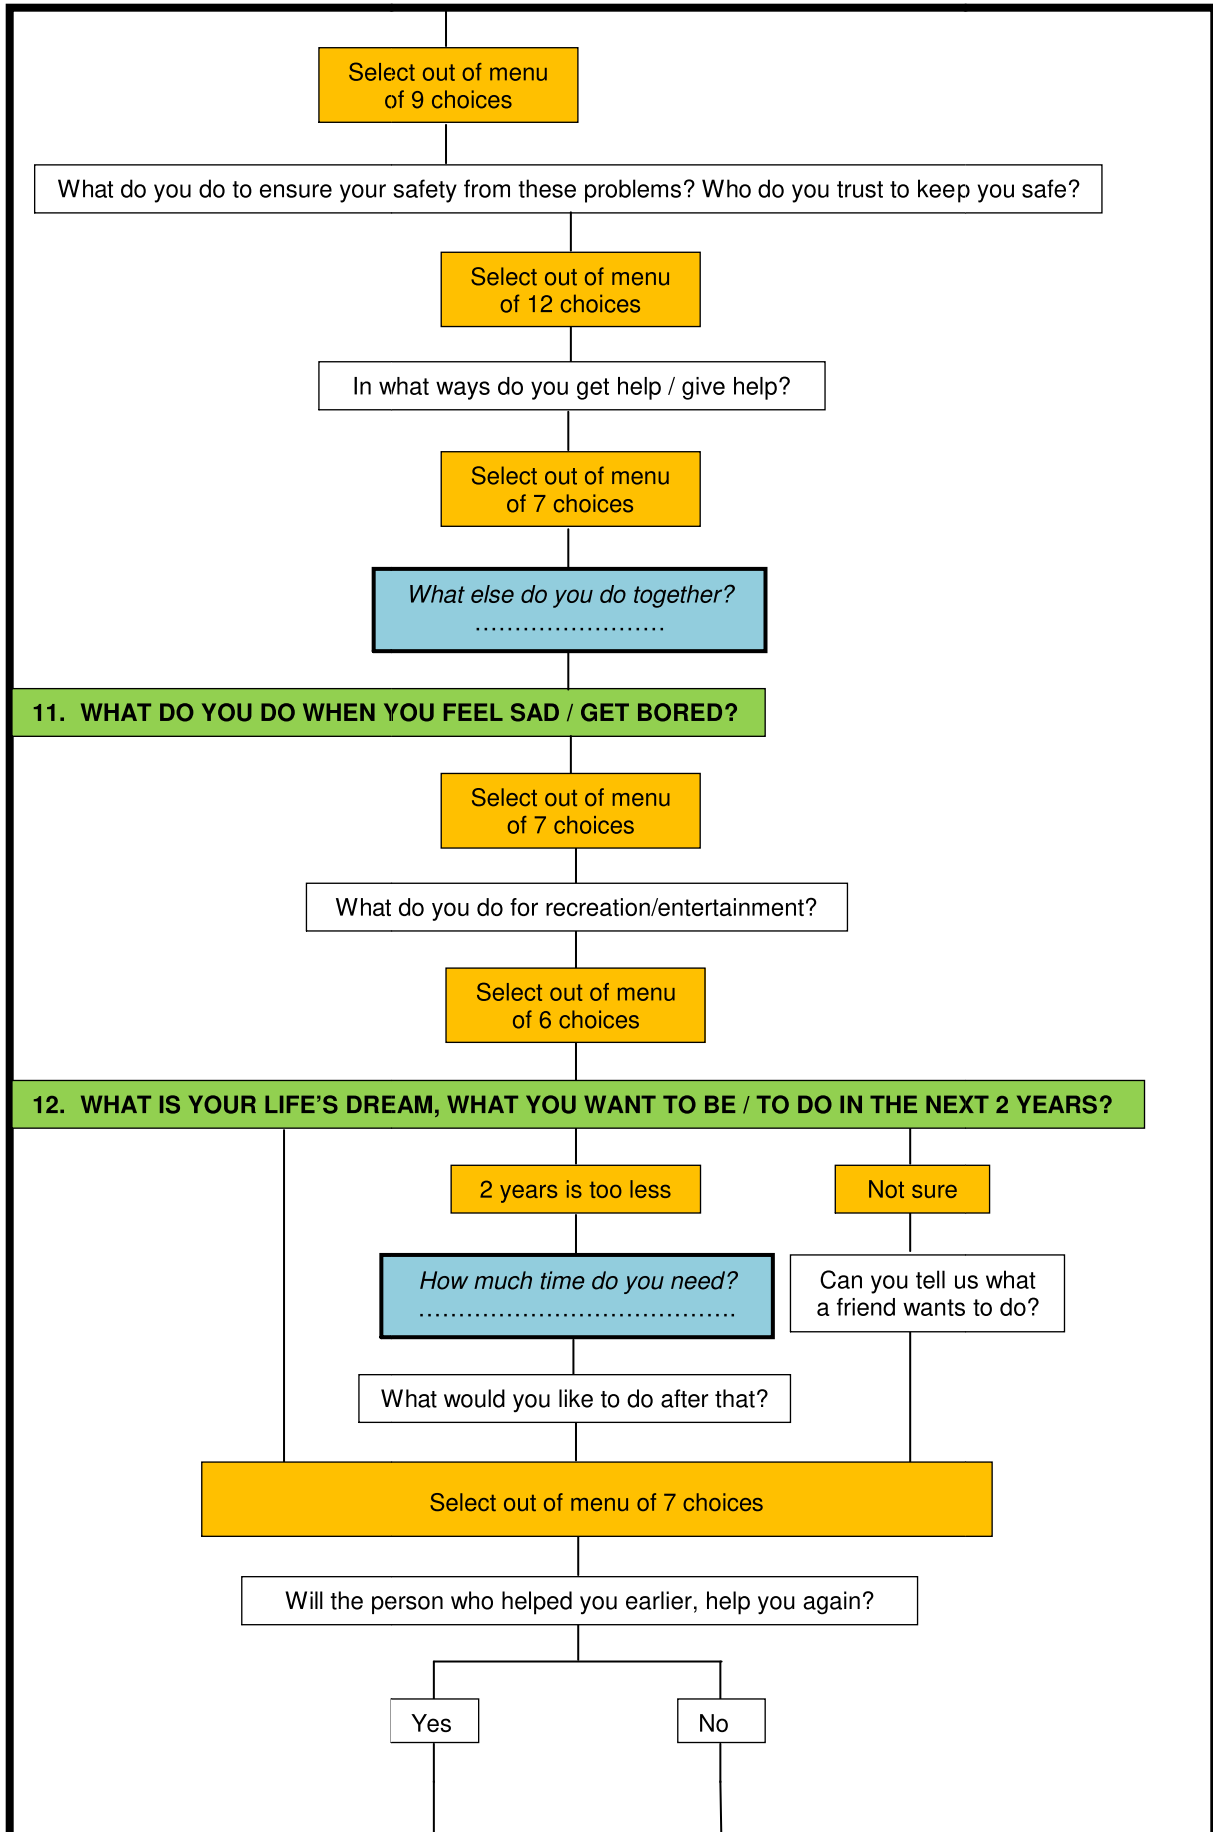 Select out of menu
of 9 choices
What do you do to ensure your safety from these problems? Who do you trust to keep you safe?
Select out of menu
of 12 choices
In what ways do you get help / give help?
Select out of menu
of 7 choices
What else do you do together?
........................
11. WHAT DO YOU DO WHEN YOU FEEL SAD / GET BORED?
Select out of menu
of 7 choices
What do you do for recreation/entertainment?
Select out of menu
of 6 choices
12. WHAT IS YOUR LIFE'S DREAM, WHAT YOU WANT TO BE / TO DO IN THE NEXT 2 YEARS?
2 years is too less
Not sure
How much time do you need?
........................................
Can you tell us what
a friend wants to do?
What would you like to do after that?
Select out of menu of 7 choices
Will the person who helped you earlier, help you again?
Yes
No